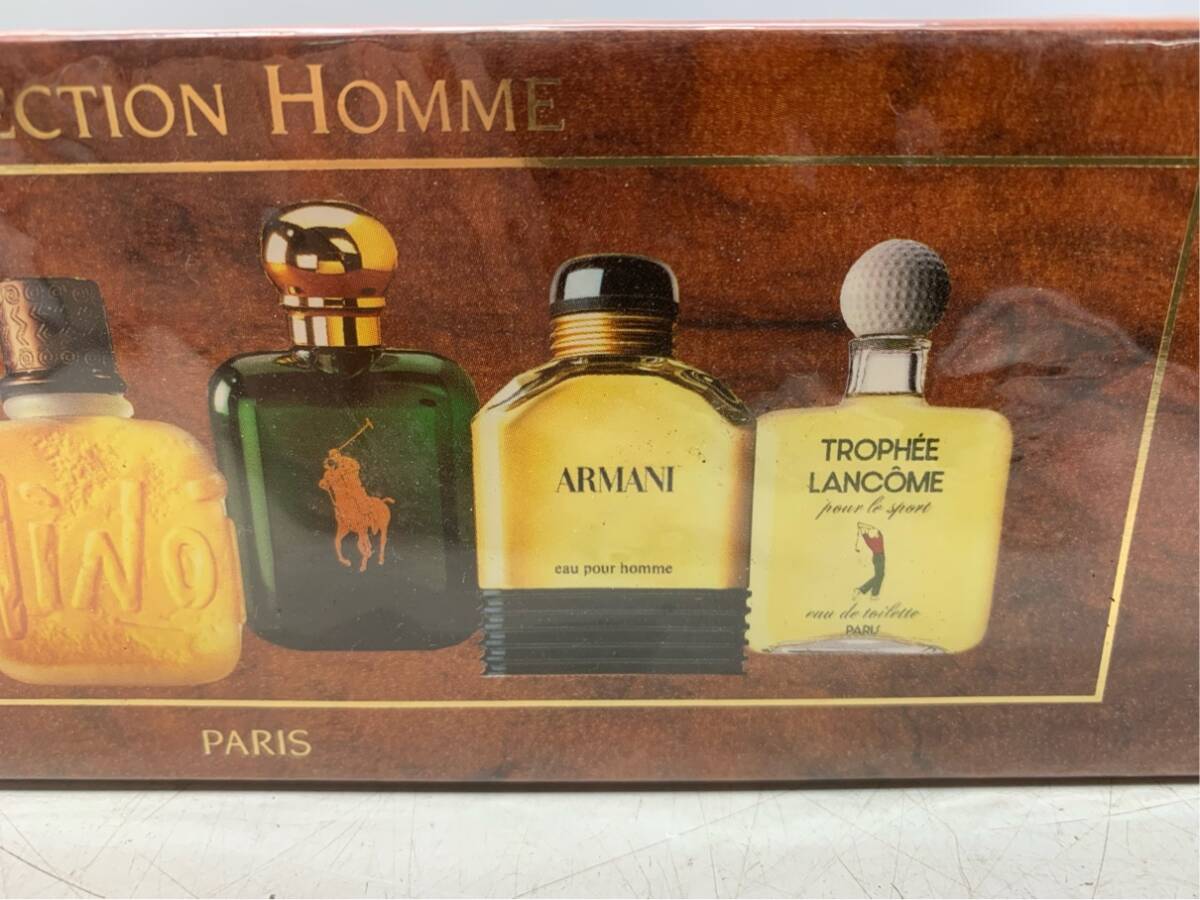 ECTION HOMME
ARMANI
eau pour homme
TROPHÉE
LANCÔME
pour le sport
eau de toilette
PARIS
PARIS